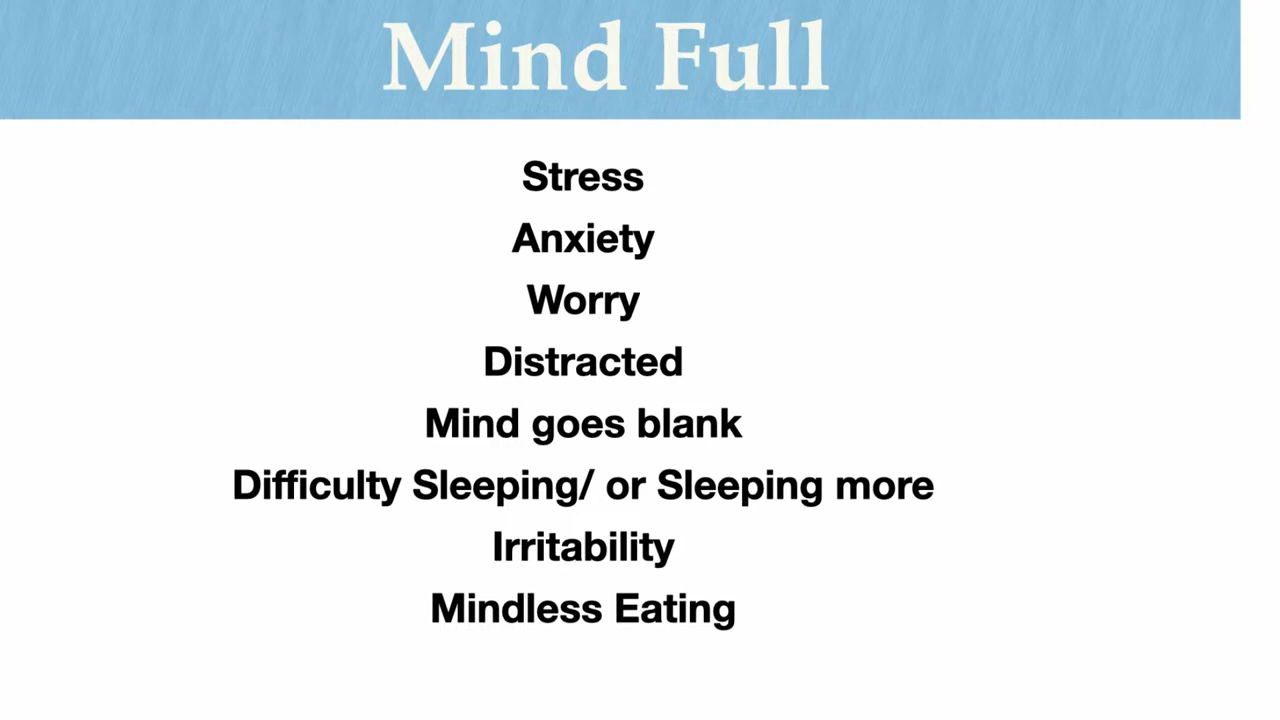 Mind Full
Stress
Anxiety
Worry
Distracted
Mind goes blank
Difficulty Sleeping/ or Sleeping more
Irritability
Mindless Eating